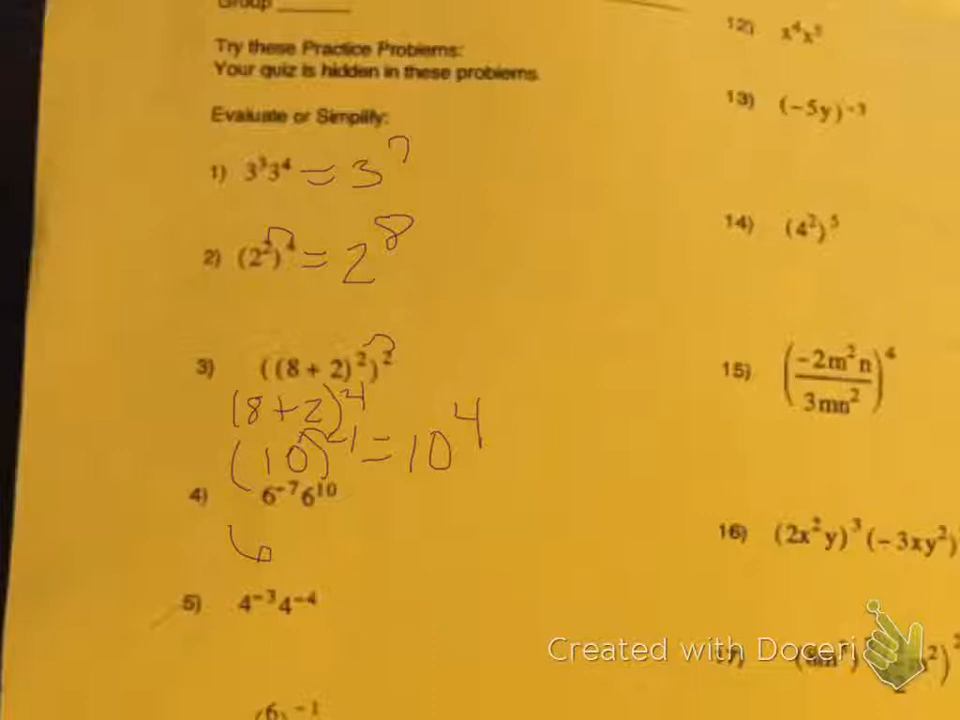 Group ______
Try these Practice Problems:
Your quiz is hidden in these problems.
Evaluate or Simplify:
1) 3³3⁴ = 3⁷
2) (2²)⁴ = 2⁸
3) ((8 + 2)²)²
(8+2)⁴
(10)⁴ = 10⁴
4) 6⁻⁷6¹⁰
6
5) 4⁻³4⁻⁴
12) x⁴x⁵
13) (−5y)⁻³
14) (4²)⁵
15) (−2m²n / 3mn²)⁴
16) (2x²y)³(−3xy²)
17)
Created with Doceri